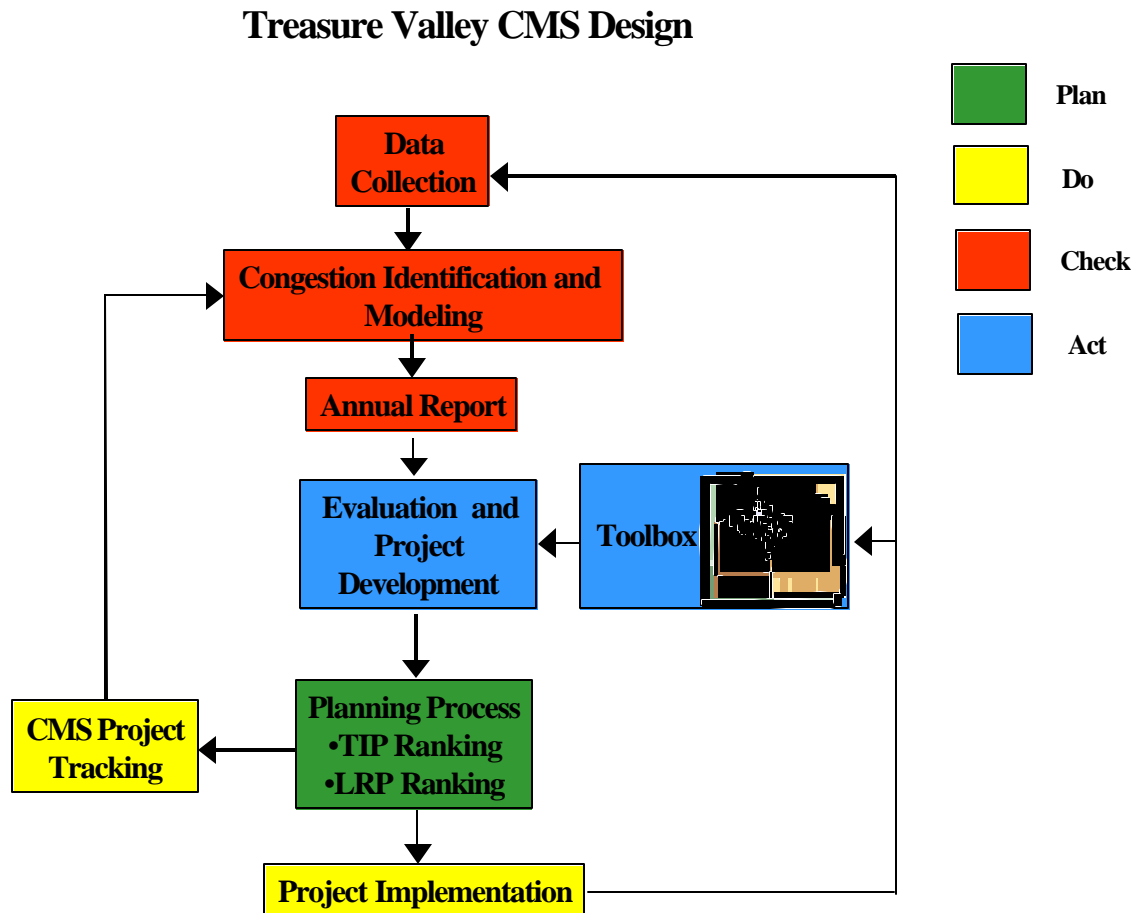 Treasure Valley CMS Design
Plan
Do
Check
Act
Data
Collection
Congestion Identification and
Modeling
Annual Report
Evaluation and
Project
Development
Toolbox
Planning Process
•TIP Ranking
•LRP Ranking
CMS Project
Tracking
Project Implementation